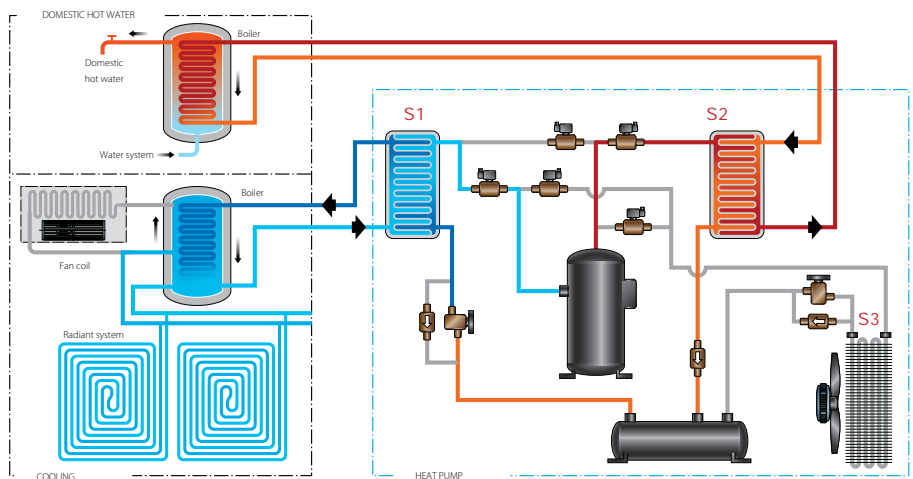 DOMESTIC HOT WATER
Boiler
Domestic
hot water
Water system
S1
S2
Boiler
Fan coil
Radiant system
S3
COOLING
HEAT PUMP